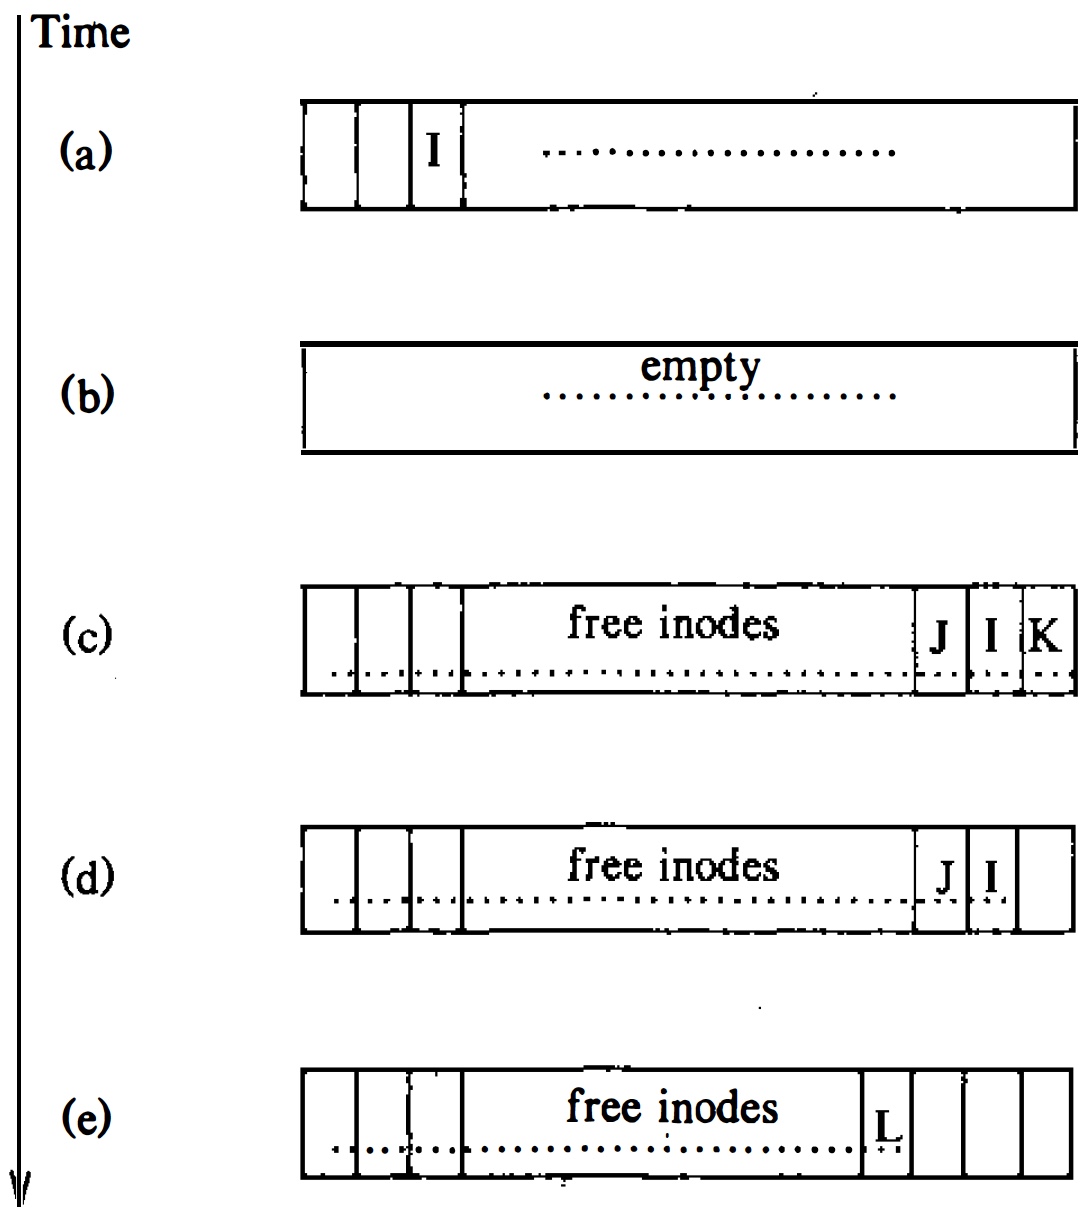 Time
(a) I
(b) empty
(c) free inodes J I K
(d) free inodes J I
(e) free inodes L